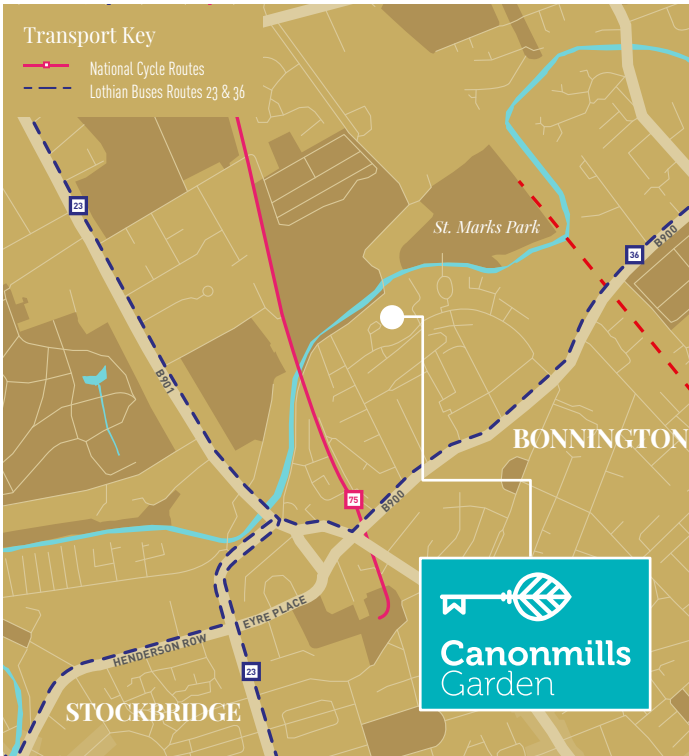 Transport Key
National Cycle Routes
Lothian Buses Routes 23 & 36
23
St. Marks Park
36
B900
B901
BONNINGTON
75
B900
EYRE PLACE
HENDERSON ROW
23
STOCKBRIDGE
Canonmills
Garden